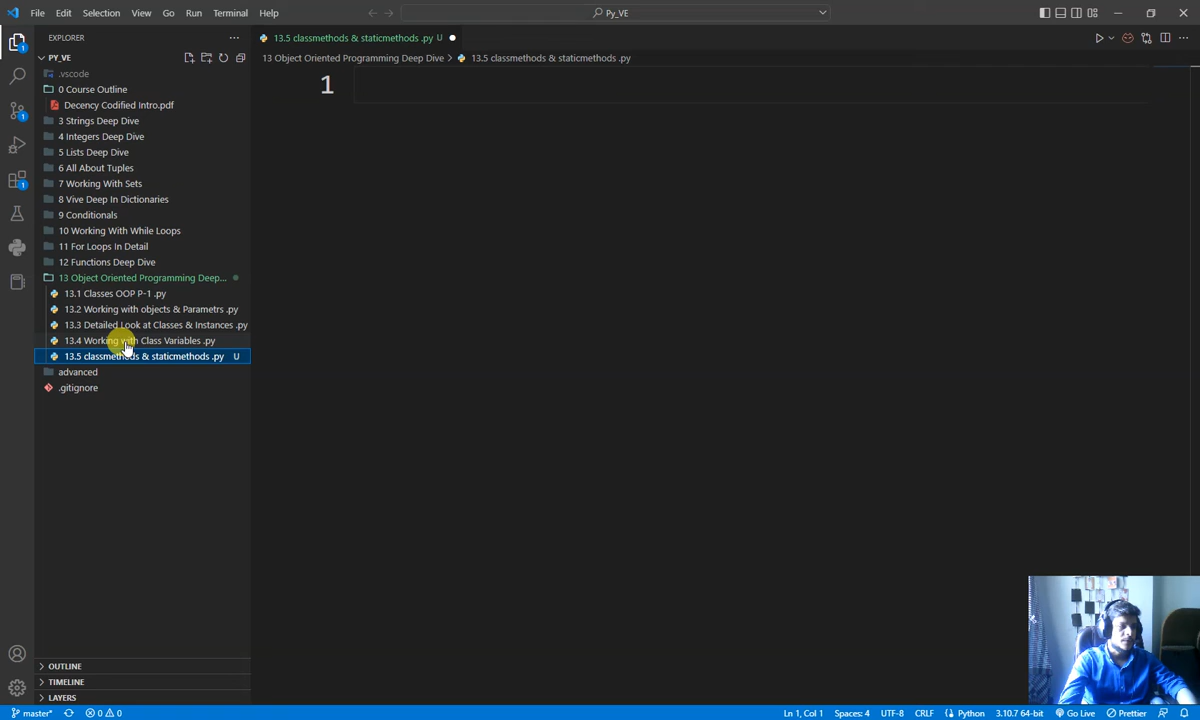 File Edit Selection View Go Run Terminal Help
Py_VE
EXPLORER
PY_VE
.vscode
0 Course Outline
Decency Codified Intro.pdf
3 Strings Deep Dive
4 Integers Deep Dive
5 Lists Deep Dive
6 All About Tuples
7 Working With Sets
8 Vive Deep In Dictionaries
9 Conditionals
10 Working With While Loops
11 For Loops In Detail
12 Functions Deep Dive
13 Object Oriented Programming Deep...
13.1 Classes OOP P-1 .py
13.2 Working with objects & Parametrs .py
13.3 Detailed Look at Classes & Instances .py
13.4 Working with Class Variables .py
13.5 classmethods & staticmethods .py U
advanced
.gitignore
OUTLINE
TIMELINE
LAYERS
13.5 classmethods & staticmethods .py U
13 Object Oriented Programming Deep Dive > 13.5 classmethods & staticmethods .py
1
1
1
1
master* 0 0 Ln 1, Col 1 Spaces: 4 UTF-8 CRLF Python 3.10.7 64-bit Go Live Prettier